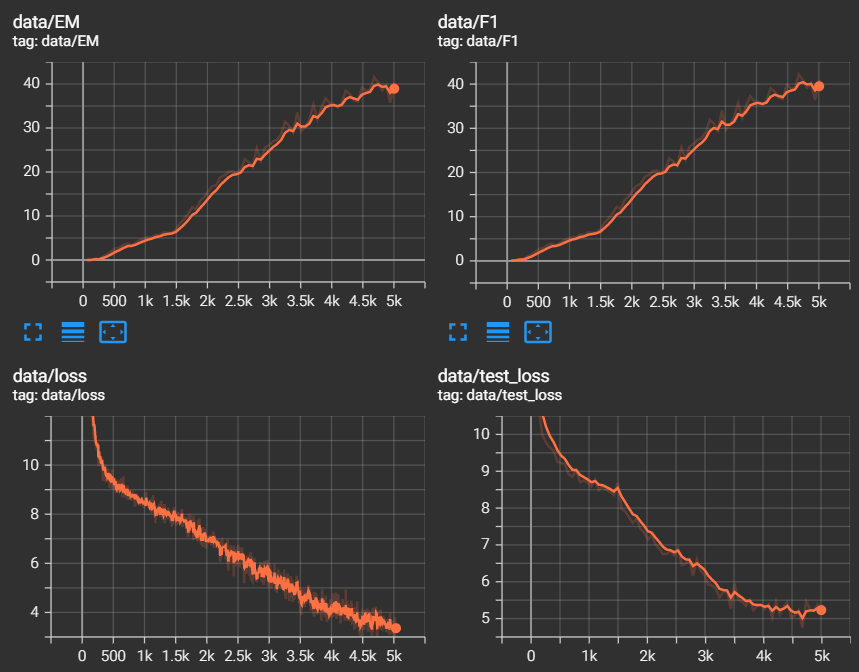 data/EM
tag: data/EM
40
30
20
10
0
0 500 1k 1.5k 2k 2.5k 3k 3.5k 4k 4.5k 5k
data/F1
tag: data/F1
40
30
20
10
0
0 500 1k 1.5k 2k 2.5k 3k 3.5k 4k 4.5k 5k
data/loss
tag: data/loss
10
8
6
4
0 500 1k 1.5k 2k 2.5k 3k 3.5k 4k 4.5k 5k
data/test_loss
tag: data/test_loss
10
9
8
7
6
5
0 1k 2k 3k 4k 5k